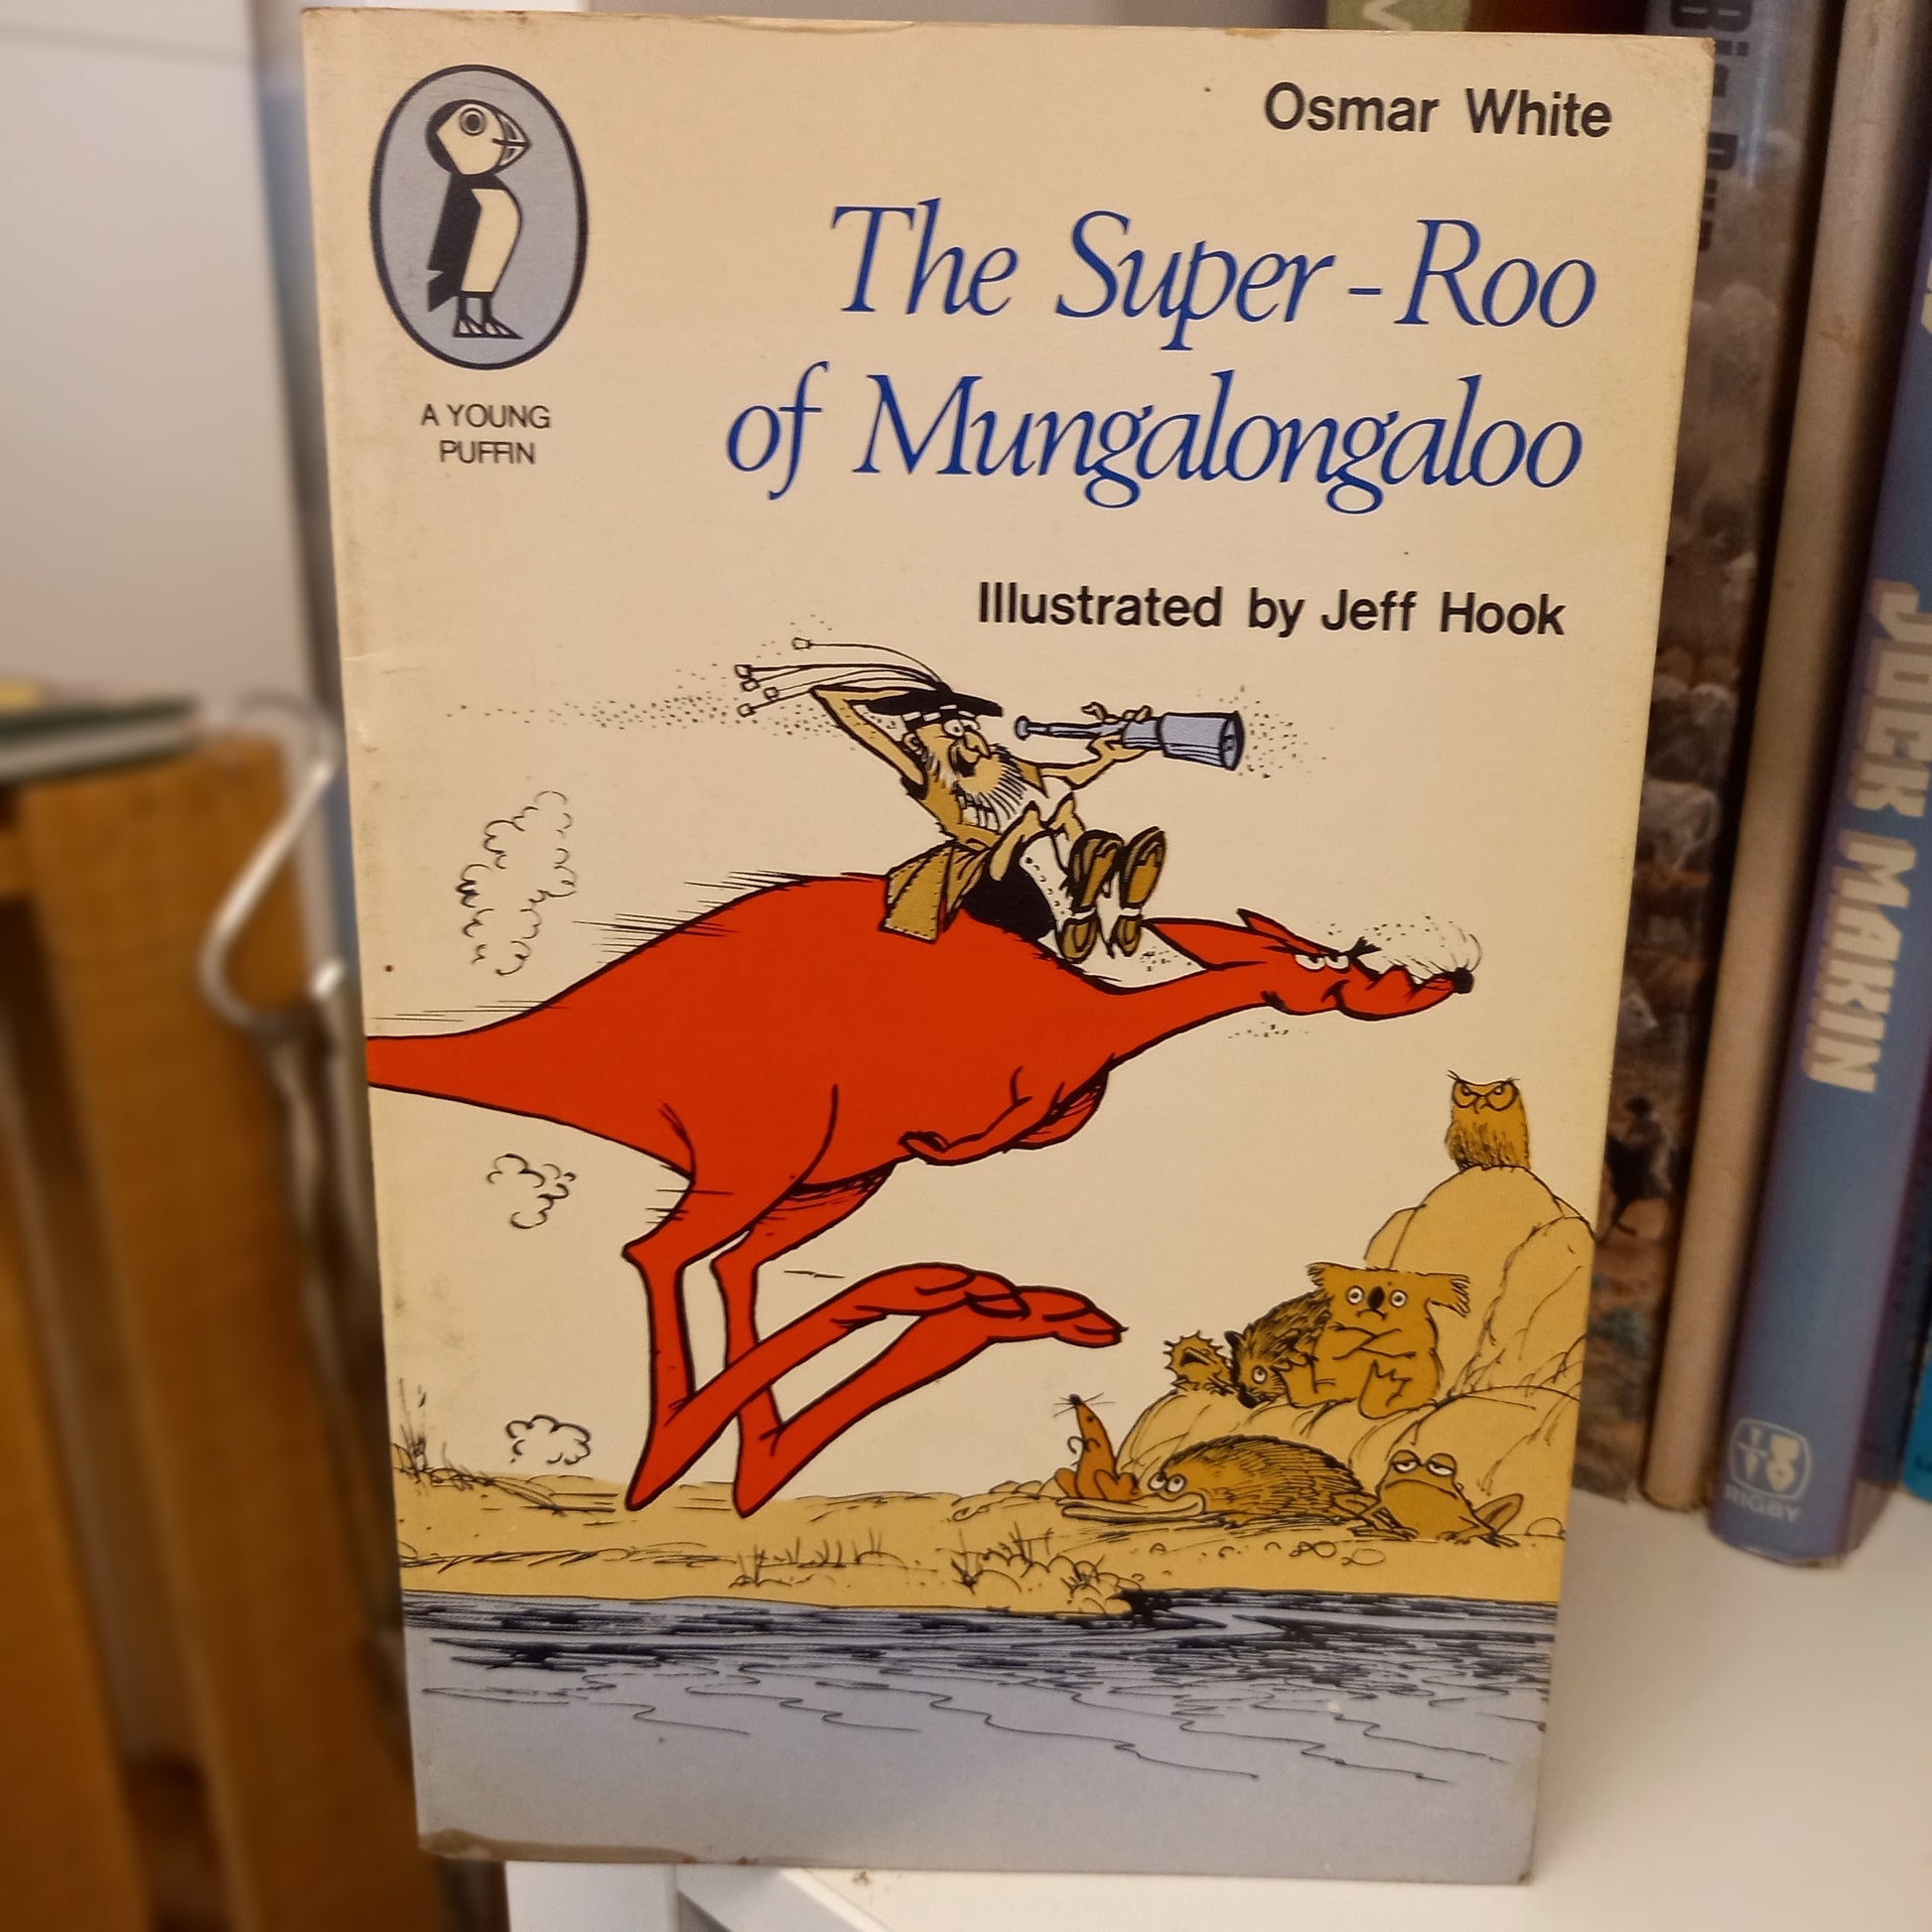 Osmar White
The Super-Roo
of Mungalongaloo
A YOUNG
PUFFIN
Illustrated by Jeff Hook
JOCK MAKIN
RIGBY